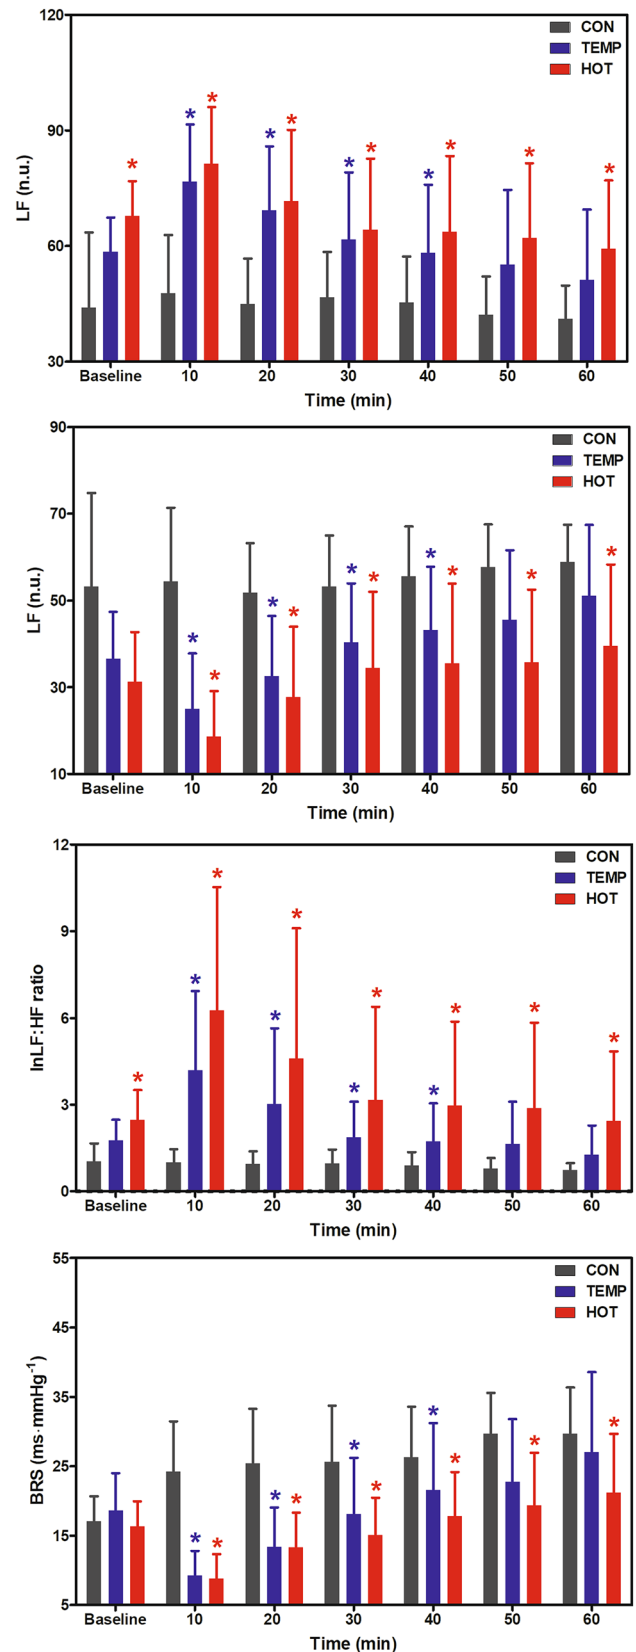 120
90
60
30
LF (n.u.)
CON
TEMP
HOT
* * * * * * * * * * *
Baseline 10 20 30 40 50 60
Time (min)
90
70
50
30
10
LF (n.u.)
CON
TEMP
HOT
* * * * * * * * * *
Baseline 10 20 30 40 50 60
Time (min)
12
9
6
3
0
lnLF:HF ratio
CON
TEMP
HOT
* * * * * * * * * * *
Baseline 10 20 30 40 50 60
Time (min)
55
45
35
25
15
5
BRS (ms·mmHg⁻¹)
CON
TEMP
HOT
* * * * * * * * * *
Baseline 10 20 30 40 50 60
Time (min)